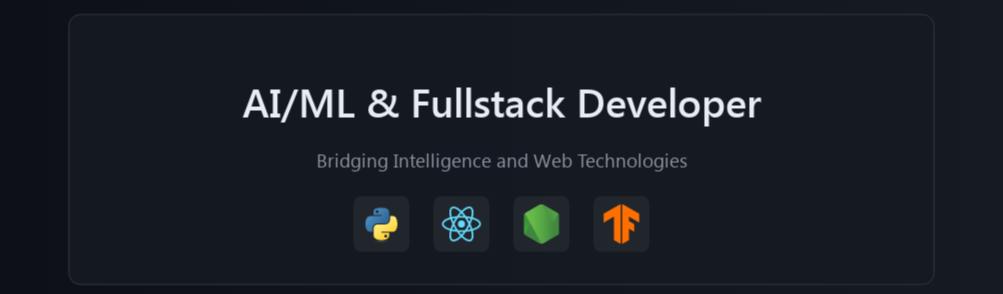 AI/ML & Fullstack Developer
Bridging Intelligence and Web Technologies